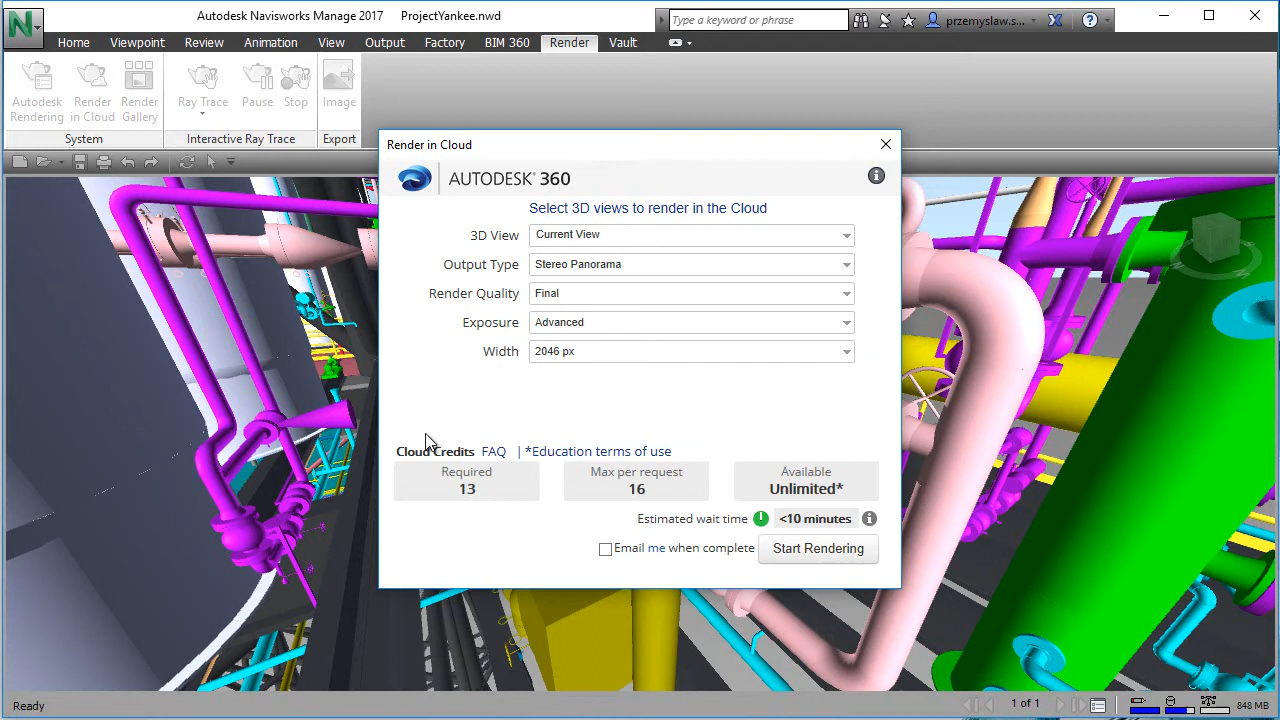 Autodesk Navisworks Manage 2017 ProjectYankee.nwd
Type a keyword or phrase
przemyslaw.s...
Home Viewpoint Review Animation View Output Factory BIM 360 Render Vault
Autodesk Rendering
Render in Cloud
Render Gallery
Ray Trace
Pause
Stop
Image
System
Interactive Ray Trace
Export
Render in Cloud
AUTODESK® 360
Select 3D views to render in the Cloud
3D View Current View
Output Type Stereo Panorama
Render Quality Final
Exposure Advanced
Width 2046 px
Cloud Credits FAQ | *Education terms of use
Required Max per request Available
13 16 Unlimited*
Estimated wait time <10 minutes
Email me when complete Start Rendering
Ready
1 of 1
848 MB